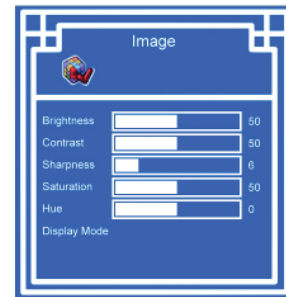 Image
Brightness 50
Contrast 50
Sharpness 6
Saturation 50
Hue 0
Display Mode